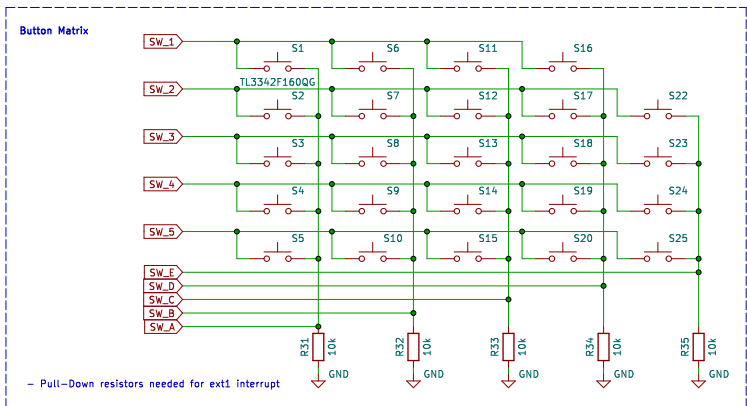 Button Matrix
SW_1
S1
S6
S11
S16
TL3342F160QG
SW_2
S2
S7
S12
S17
S22
SW_3
S3
S8
S13
S18
S23
SW_4
S4
S9
S14
S19
S24
SW_5
S5
S10
S15
S20
S25
SW_E
SW_D
SW_C
SW_B
SW_A
R31
10k
R32
10k
R33
10k
R34
10k
R35
10k
GND
GND
GND
GND
GND
- Pull-Down resistors needed for ext1 interrupt